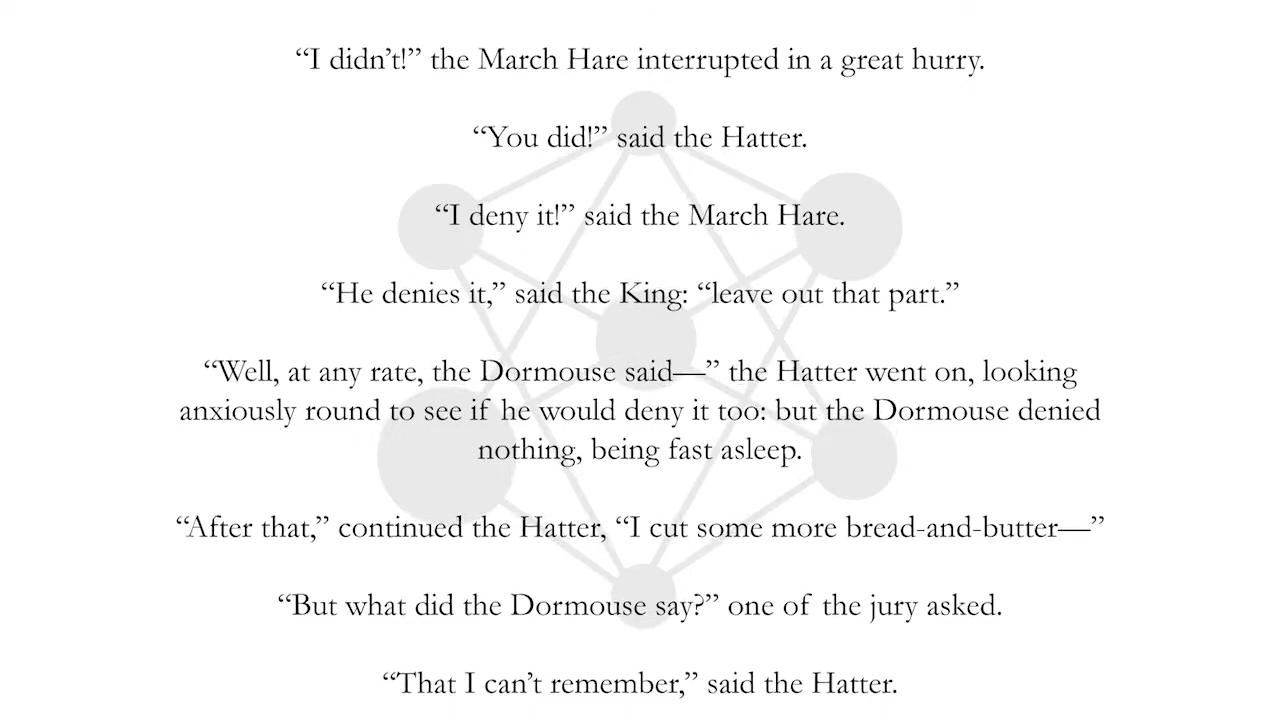 “I didn’t!” the March Hare interrupted in a great hurry.
“You did!” said the Hatter.
“I deny it!” said the March Hare.
“He denies it,” said the King: “leave out that part.”
“Well, at any rate, the Dormouse said—” the Hatter went on, looking
anxiously round to see if he would deny it too: but the Dormouse denied
nothing, being fast asleep.
“After that,” continued the Hatter, “I cut some more bread-and-butter—”
“But what did the Dormouse say?” one of the jury asked.
“That I can’t remember,” said the Hatter.